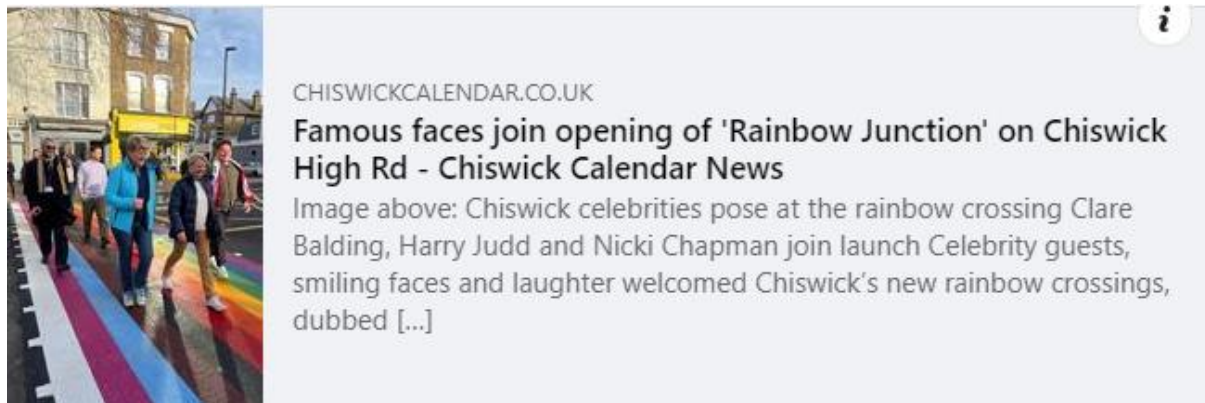 i
CHISWICKCALENDAR.CO.UK
Famous faces join opening of 'Rainbow Junction' on Chiswick
High Rd - Chiswick Calendar News
Image above: Chiswick celebrities pose at the rainbow crossing Clare
Balding, Harry Judd and Nicki Chapman join launch Celebrity guests,
smiling faces and laughter welcomed Chiswick’s new rainbow crossings,
dubbed [...]